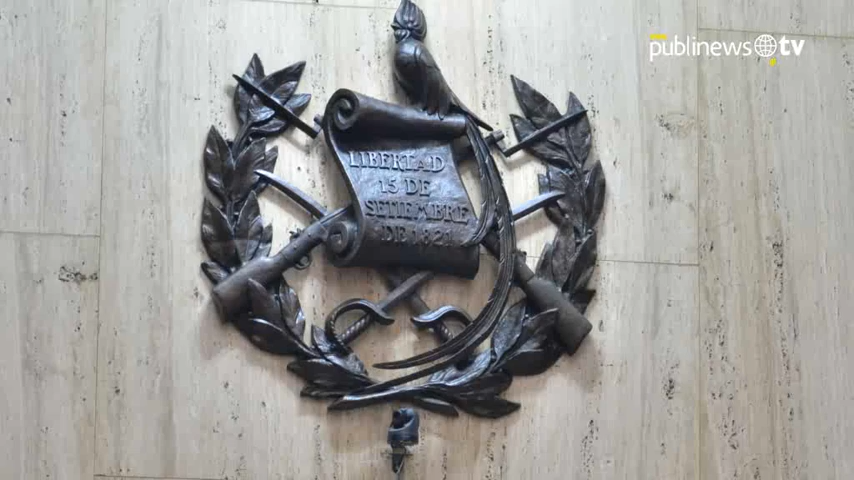 publinews tv
LIBERTAD
15 DE
SETIEMBRE
DE 1821